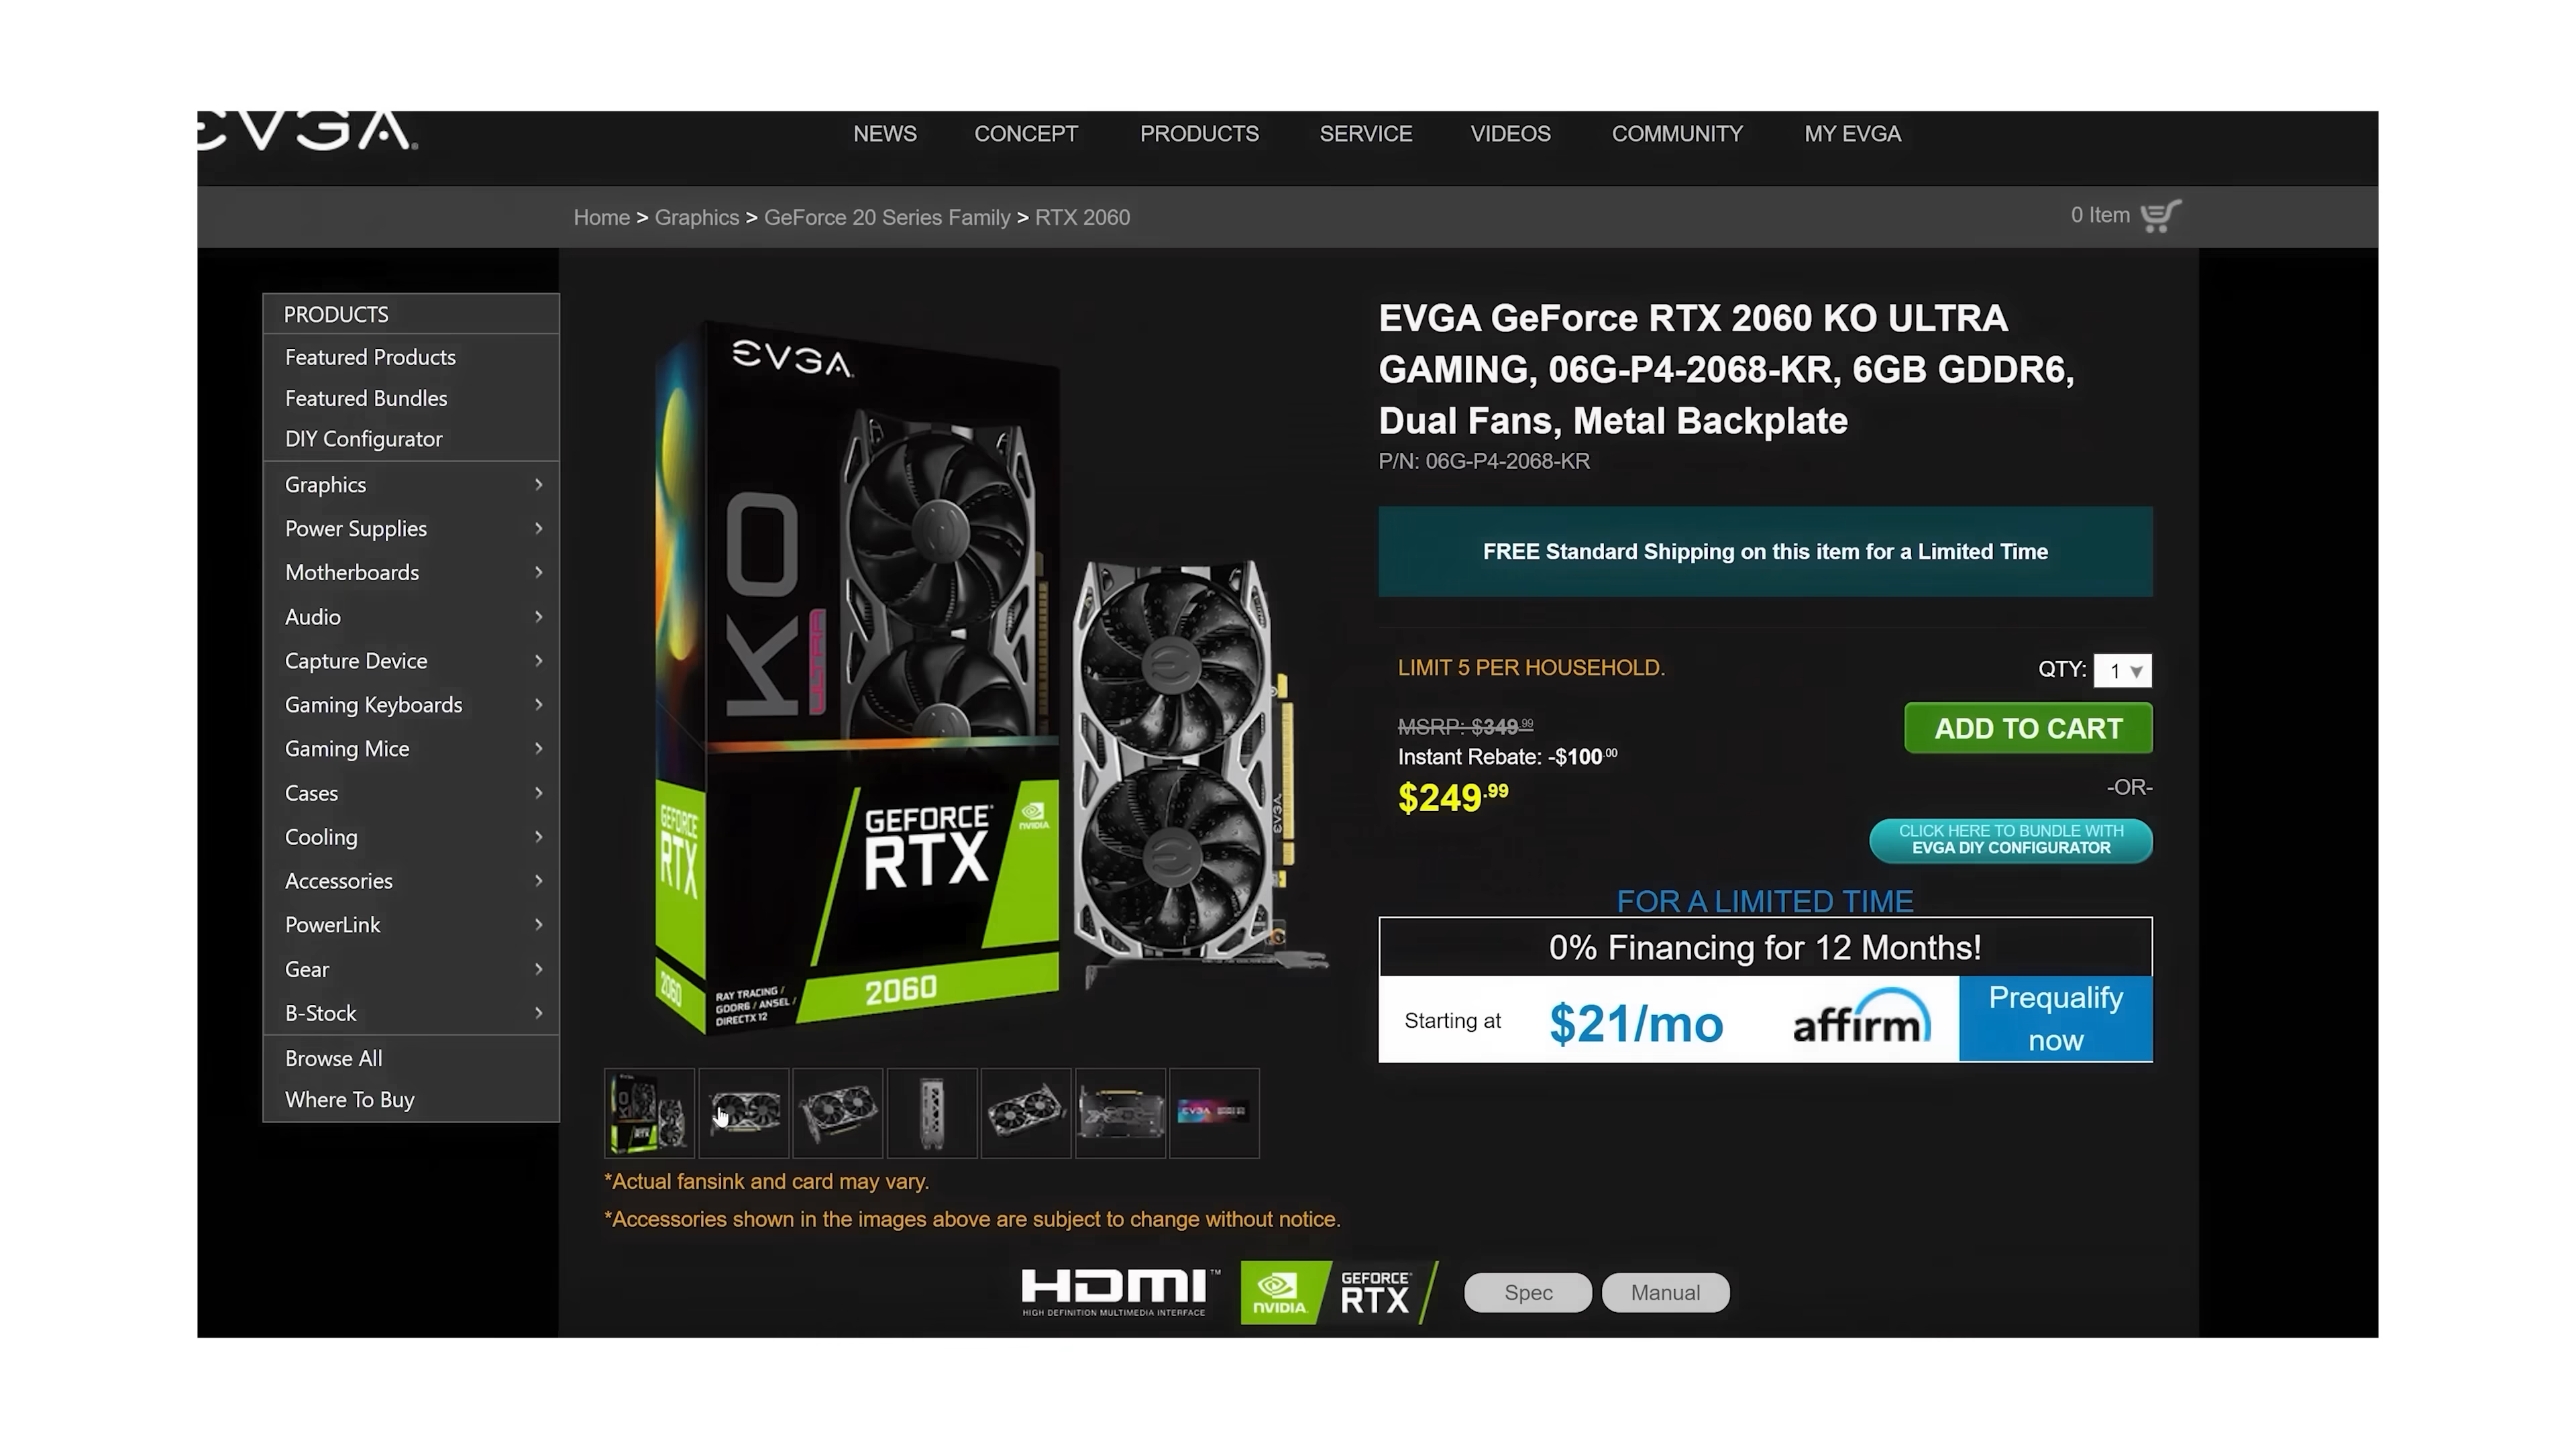 EVGA
NEWS CONCEPT PRODUCTS SERVICE VIDEOS COMMUNITY MY EVGA
Home > Graphics > GeForce 20 Series Family > RTX 2060
0 Item
PRODUCTS
Featured Products
Featured Bundles
DIY Configurator
Graphics
Power Supplies
Motherboards
Audio
Capture Device
Gaming Keyboards
Gaming Mice
Cases
Cooling
Accessories
PowerLink
Gear
B-Stock
Browse All
Where To Buy
EVGA
KO
ULTRA
GEFORCE
RTX
NVIDIA
GEFORCE
RTX
2060
RAY TRACING /
GDDR6 / ANSEL /
DIRECTX 12
2060
EVGA
*Actual fansink and card may vary.
*Accessories shown in the images above are subject to change without notice.
EVGA GeForce RTX 2060 KO ULTRA
GAMING, 06G-P4-2068-KR, 6GB GDDR6,
Dual Fans, Metal Backplate
P/N: 06G-P4-2068-KR
FREE Standard Shipping on this item for a Limited Time
LIMIT 5 PER HOUSEHOLD.
QTY: 1
MSRP: $349.99
Instant Rebate: -$100.00
$249.99
ADD TO CART
-OR-
CLICK HERE TO BUNDLE WITH
EVGA DIY CONFIGURATOR
FOR A LIMITED TIME
0% Financing for 12 Months!
Starting at $21/mo affirm
Prequalify
now
HDMI™
HIGH DEFINITION MULTIMEDIA INTERFACE
NVIDIA
GEFORCE
RTX
Spec
Manual